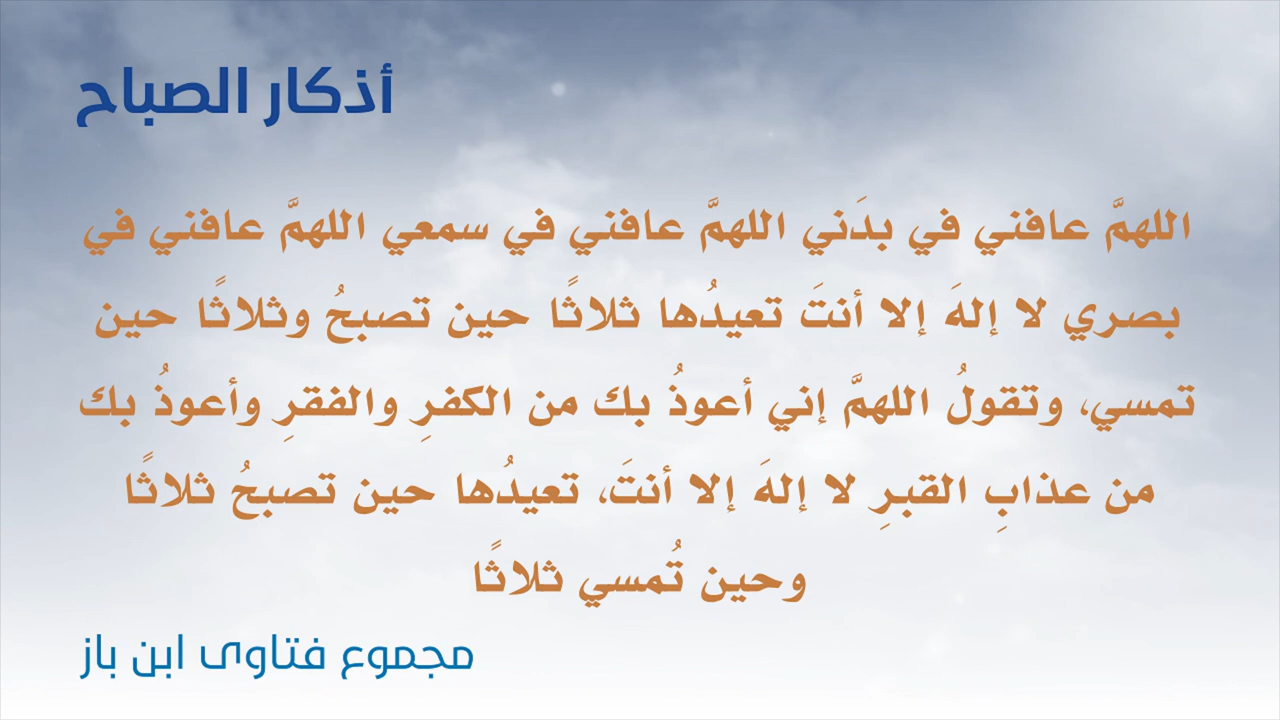 أذكار الصباح
اللهمَّ عافني في بدَني اللهمَّ عافني في سمعي اللهمَّ عافني في
بصري لا إلهَ إلا أنتَ تعيدُها ثلاثًا حين تصبحُ وثلاثًا حين
تمسي، وتقولُ اللهمَّ إني أعوذُ بك من الكفرِ والفقرِ وأعوذُ بك
من عذابِ القبرِ لا إلهَ إلا أنتَ، تعيدُها حين تصبحُ ثلاثًا
وحين تُمسي ثلاثًا
مجموع فتاوى ابن باز